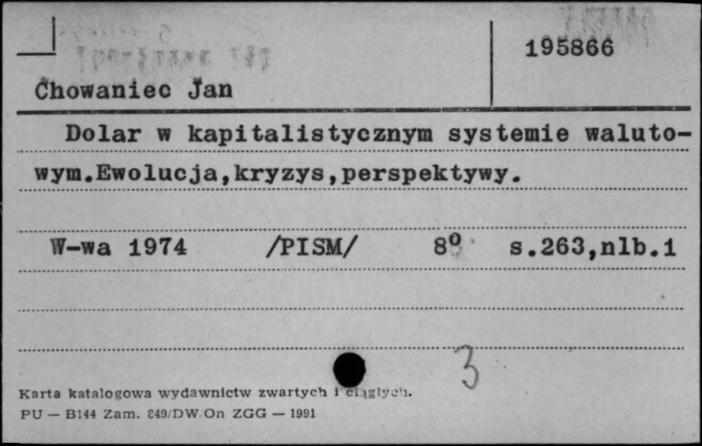 195866
Chowaniec Jan
Dolar w kapitalistycznym systemie waluto-
wym.Ewolucja,kryzys,perspektywy.
W-wa 1974 /PISM/ 8° s.263,nlb.1
3
Karta katalogowa wydawnictw zwartych i ciągłych.
PU — B144 Zam. 849/DW.On ZGG — 1991